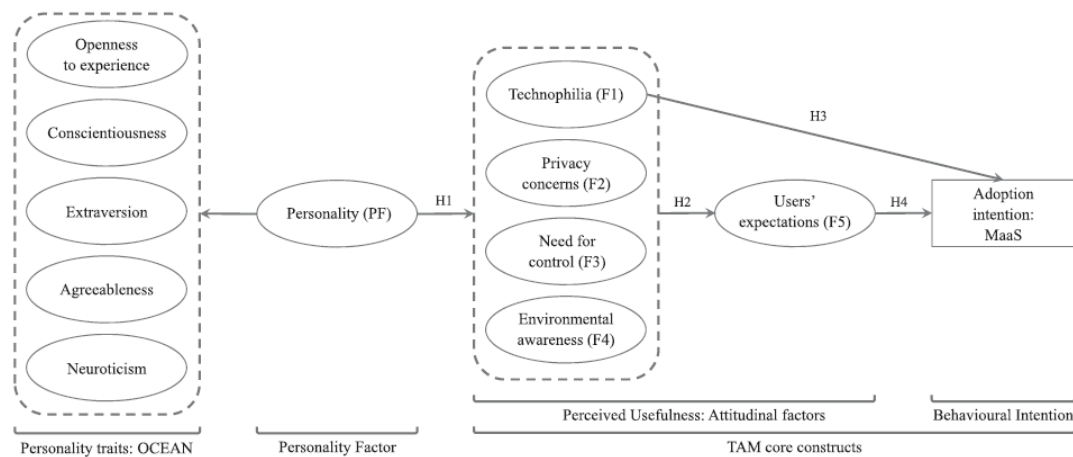 Openness
to experience
Conscientiousness
Extraversion
Agreeableness
Neuroticism
Personality (PF)
H1
Technophilia (F1)
Privacy
concerns (F2)
Need for
control (F3)
Environmental
awareness (F4)
H2
H3
Users'
expectations (F5)
H4
Adoption
intention:
MaaS
Perceived Usefulness: Attitudinal factors
Behavioural Intention
Personality traits: OCEAN
Personality Factor
TAM core constructs